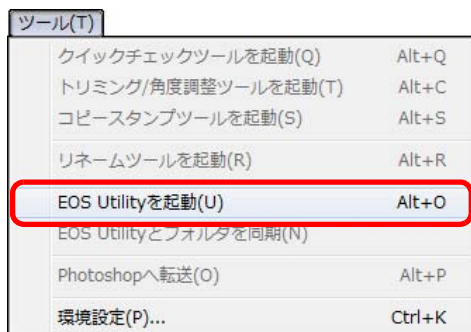 ツール(T)
クイックチェックツールを起動(Q) Alt+Q
トリミング/角度調整ツールを起動(T) Alt+C
コピースタンプツールを起動(S) Alt+S
リネームツールを起動(R) Alt+R
EOS Utilityを起動(U) Alt+O
EOS Utilityとフォルダを同期(N)
Photoshopへ転送(O) Alt+P
環境設定(P)... Ctrl+K